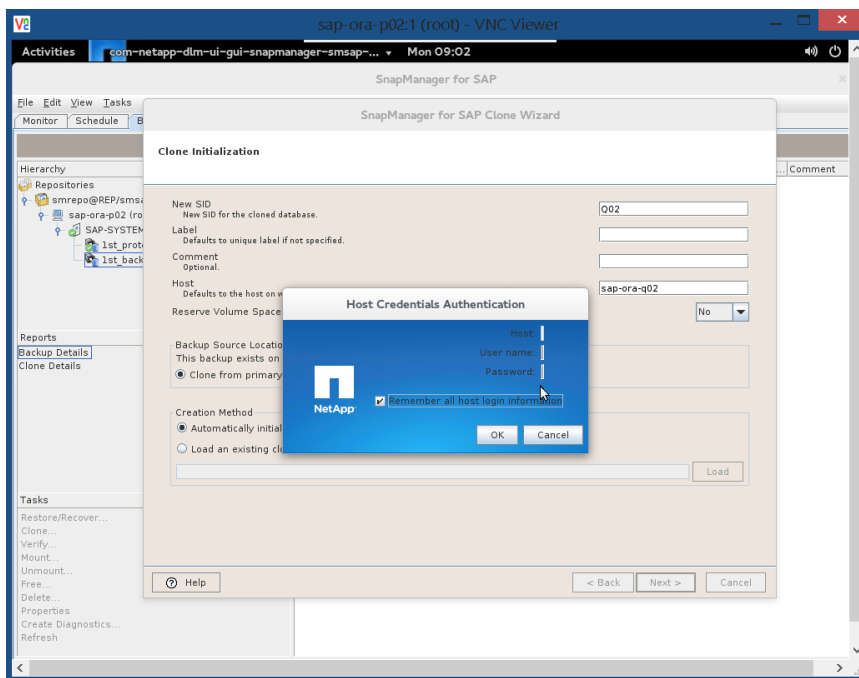 sap-ora-p02:1 (root) - VNC Viewer
Activities com-netapp-dlm-ui-gui-snapmanager-smsap-... Mon 09:02
SnapManager for SAP
File Edit View Tasks
SnapManager for SAP Clone Wizard
Monitor Schedule B
Clone Initialization
Hierarchy ... Comment
Repositories
smrepo@REP/smsa
sap-ora-p02 (ro
SAP-SYSTEM
1st_prot
1st_back
New SID Q02
New SID for the cloned database.
Label
Defaults to unique label if not specified.
Comment
Optional.
Host sap-ora-q02
Defaults to the host on w
Reserve Volume Space No
Host Credentials Authentication
Host:
User name:
Password:
NetApp
Remember all host login information
OK Cancel
Backup Source Locatio
This backup exists on
Clone from primary
Creation Method
Automatically initial
Load an existing cl
Load
Reports
Backup Details
Clone Details
Tasks
Restore/Recover...
Clone...
Verify...
Mount...
Unmount...
Free...
Delete...
Properties
Create Diagnostics...
Refresh
Help < Back Next > Cancel